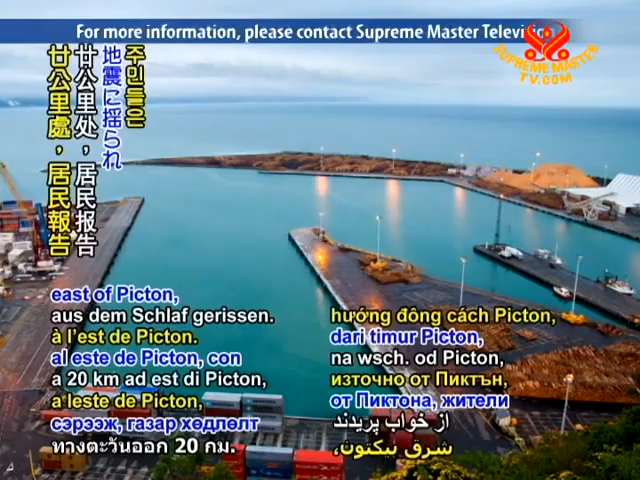 For more information, please contact Supreme Master Television
SUPREME MASTER
TV.COM
주민들은
地震に揺られ
廿公里处，居民报告
廿公里處，居民報告
east of Picton,
aus dem Schlaf gerissen.
à l'est de Picton.
al este de Picton, con
a 20 km ad est di Picton,
a leste de Picton,
сэрээж, газар хөдлөлт
ทางตะวันออก 20 กม.
hướng đông cách Picton,
dari timur Picton,
na wsch. od Picton,
източно от Пиктън,
от Пиктона, жители
از خواب پریدند
شرق پیکتون،